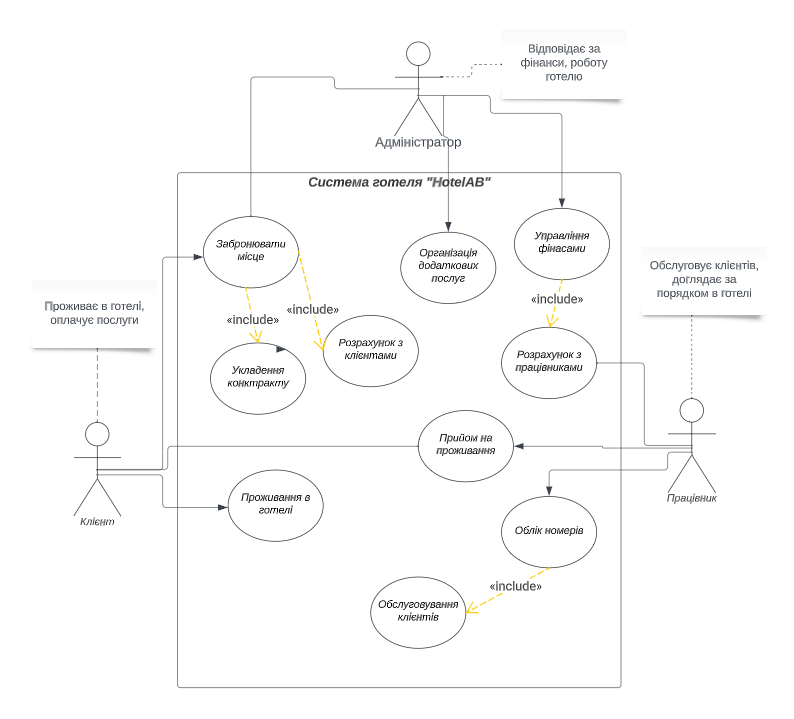 Відповідає за
фінанси, роботу
готелю
Адміністратор
Система готеля "HotelAB"
Забронювати
місце
Організація
додаткових
послуг
Управління
фінасами
Обслуговує клієнтів,
доглядає за
порядком в готелі
Проживає в готелі,
оплачує послуги
«include»
«include»
«include»
Розрахунок з
клієнтами
Укладення
конктракту
Розрахунок з
працівниками
Прийом на
проживання
Клієнт
Проживання в
готелі
Працівник
Облік номерів
«include»
Обслуговування
клієнтів